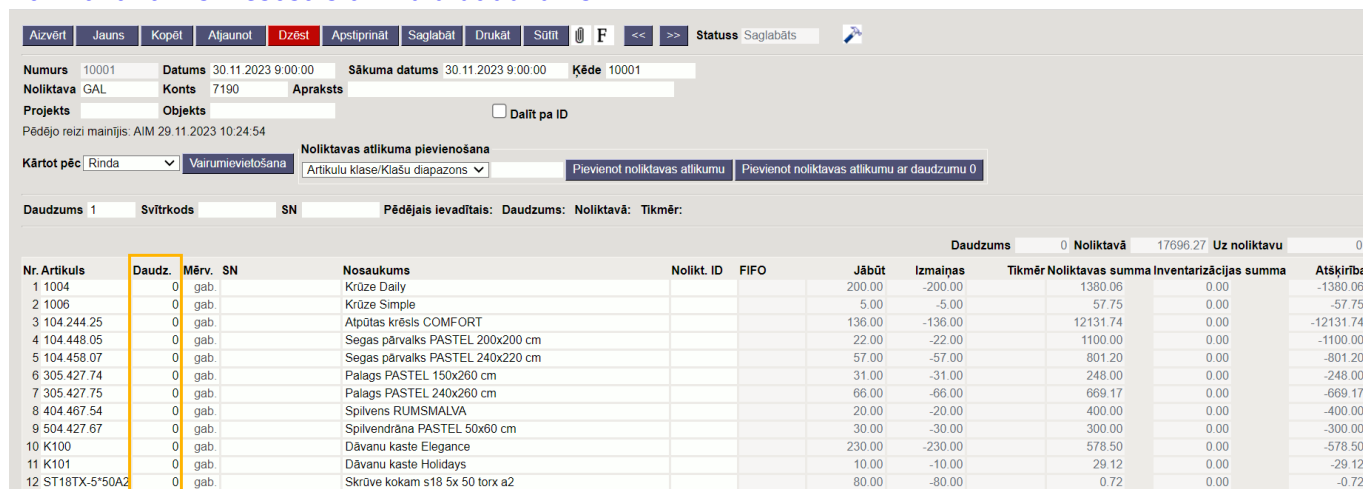 Aizvērt Jauns Kopēt Atjaunot Dzēst Apstiprināt Saglabāt Drukāt Sūtīt F << >> Statuss Saglabāts
Numurs 10001 Datums 30.11.2023 9:00:00 Sākuma datums 30.11.2023 9:00:00 Ķēde 10001
Noliktava GAL Konts 7190 Apraksts
Projekts Objekts Dalīt pa ID
Pēdējo reizi mainījis: AIM 29.11.2023 10:24:54
Noliktavas atlikuma pievienošana
Kārtot pēc Rinda Vairumievietošana Artikulu klase/Klašu diapazons Pievienot noliktavas atlikumu Pievienot noliktavas atlikumu ar daudzumu 0
Daudzums 1 Svītrkods SN Pēdējais ievadītais: Daudzums: Noliktavā: Tikmēr:
Daudzums 0 Noliktavā 17696.27 Uz noliktavu 0
Nr. Artikuls Daudz. Mērv. SN Nosaukums Nolikt. ID FIFO Jābūt Izmaiņas Tikmēr Noliktavas summa Inventarizācijas summa Atšķirība
1 1004 0 gab. Krūze Daily 200.00 -200.00 1380.06 0.00 -1380.06
2 1006 0 gab. Krūze Simple 5.00 -5.00 57.75 0.00 -57.75
3 104.244.25 0 gab. Atpūtas krēsls COMFORT 136.00 -136.00 12131.74 0.00 -12131.74
4 104.448.05 0 gab. Segas pārvalks PASTEL 200x200 cm 22.00 -22.00 1100.00 0.00 -1100.00
5 104.458.07 0 gab. Segas pārvalks PASTEL 240x220 cm 57.00 -57.00 801.20 0.00 -801.20
6 305.427.74 0 gab. Palags PASTEL 150x260 cm 31.00 -31.00 248.00 0.00 -248.00
7 305.427.75 0 gab. Palags PASTEL 240x260 cm 66.00 -66.00 669.17 0.00 -669.17
8 404.467.54 0 gab. Spilvens RUMSMALVA 20.00 -20.00 400.00 0.00 -400.00
9 504.427.67 0 gab. Spilvendrāna PASTEL 50x60 cm 30.00 -30.00 300.00 0.00 -300.00
10 K100 0 gab. Dāvanu kaste Elegance 230.00 -230.00 578.50 0.00 -578.50
11 K101 0 gab. Dāvanu kaste Holidays 10.00 -10.00 29.12 0.00 -29.12
12 ST18TX-5*50A2 0 gab. Skrūve kokam s18 5x 50 torx a2 80.00 -80.00 0.72 0.00 -0.72